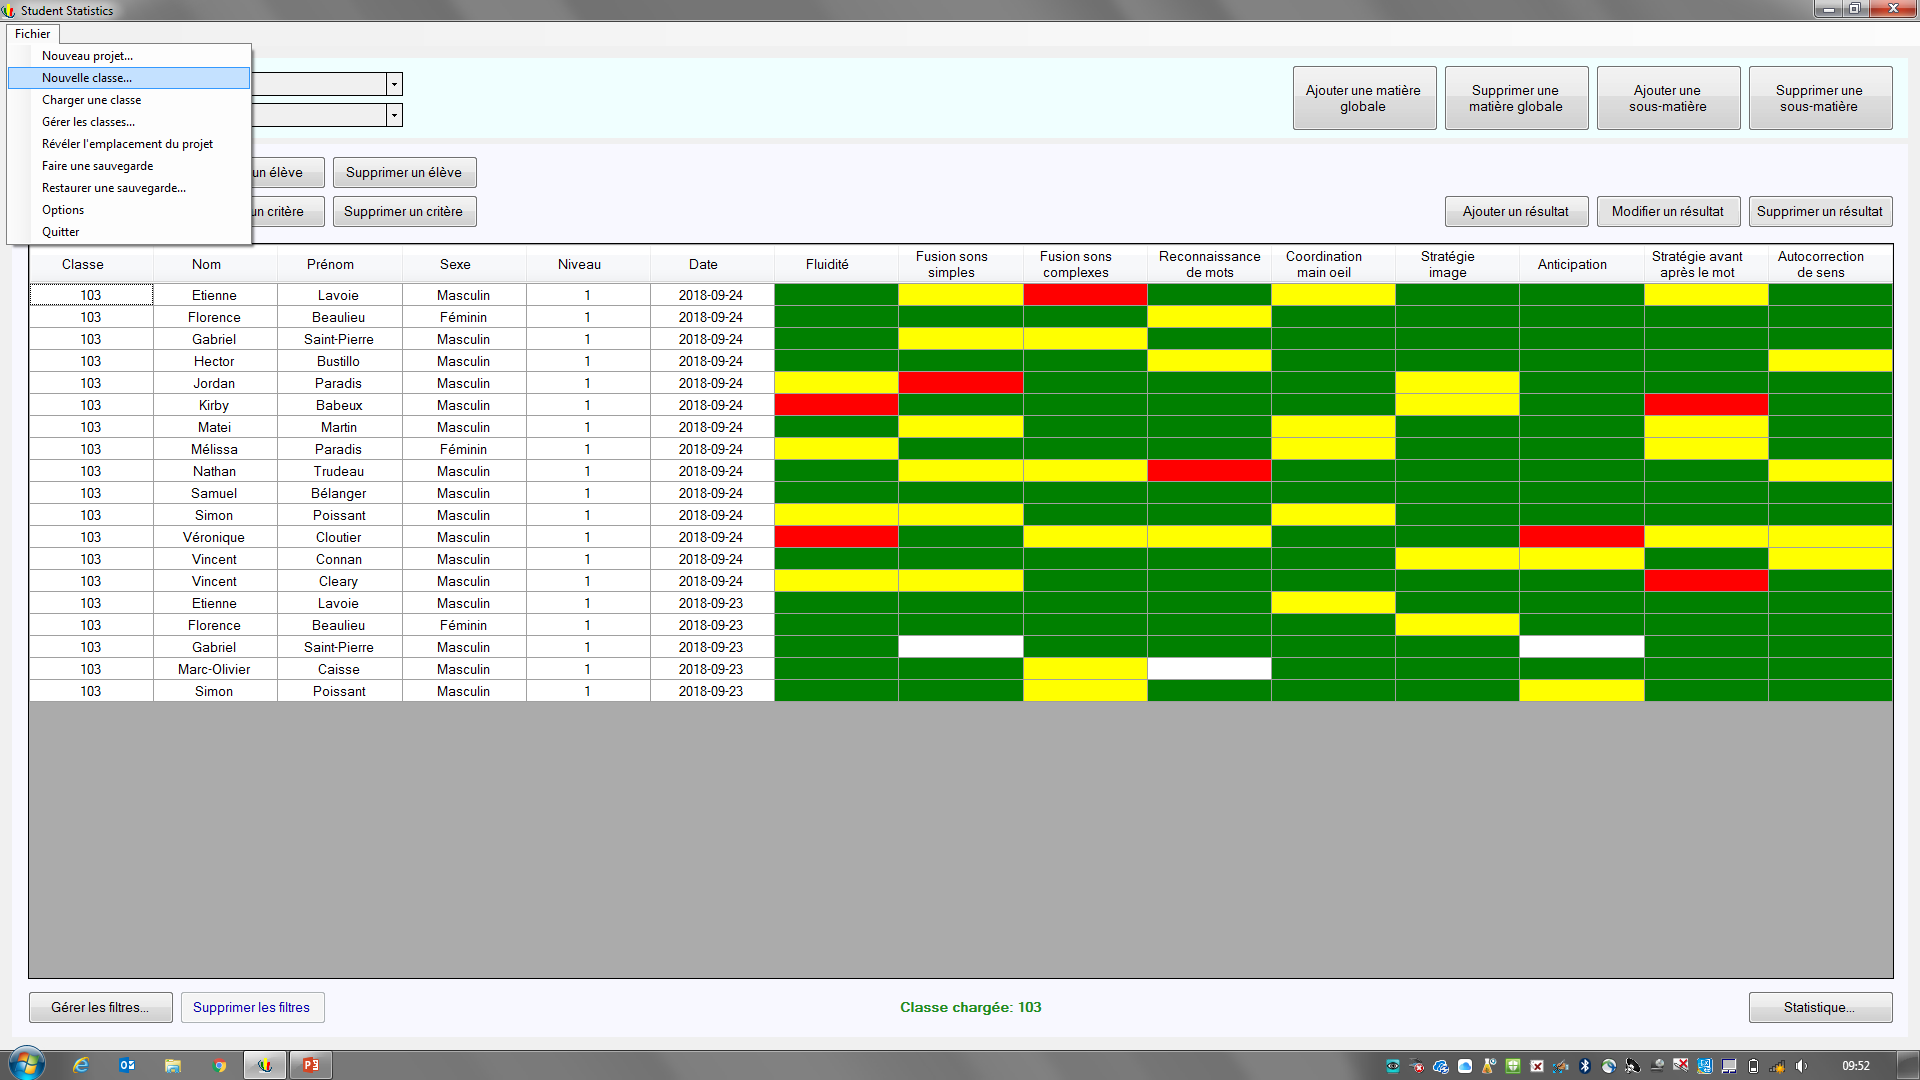 Student Statistics
Fichier
Nouveau projet...
Nouvelle classe...
Charger une classe
Gérer les classes...
Révéler l'emplacement du projet
Faire une sauvegarde
Restaurer une sauvegarde...
Options
Quitter
Ajouter une matière
globale
Supprimer une
matière globale
Ajouter une
sous-matière
Supprimer une
sous-matière
un élève
Supprimer un élève
un critère
Supprimer un critère
Ajouter un résultat
Modifier un résultat
Supprimer un résultat
Classe Nom Prénom Sexe Niveau Date Fluidité Fusion sons simples Fusion sons complexes Reconnaissance de mots Coordination main oeil Stratégie image Anticipation Stratégie avant après le mot Autocorrection de sens
103 Etienne Lavoie Masculin 1 2018-09-24
103 Florence Beaulieu Féminin 1 2018-09-24
103 Gabriel Saint-Pierre Masculin 1 2018-09-24
103 Hector Bustillo Masculin 1 2018-09-24
103 Jordan Paradis Masculin 1 2018-09-24
103 Kirby Babeux Masculin 1 2018-09-24
103 Matei Martin Masculin 1 2018-09-24
103 Mélissa Paradis Féminin 1 2018-09-24
103 Nathan Trudeau Masculin 1 2018-09-24
103 Samuel Bélanger Masculin 1 2018-09-24
103 Simon Poissant Masculin 1 2018-09-24
103 Véronique Cloutier Masculin 1 2018-09-24
103 Vincent Connan Masculin 1 2018-09-24
103 Vincent Cleary Masculin 1 2018-09-24
103 Etienne Lavoie Masculin 1 2018-09-23
103 Florence Beaulieu Féminin 1 2018-09-23
103 Gabriel Saint-Pierre Masculin 1 2018-09-23
103 Marc-Olivier Caisse Masculin 1 2018-09-23
103 Simon Poissant Masculin 1 2018-09-23
Gérer les filtres...
Supprimer les filtres
Classe chargée: 103
Statistique...
09:52